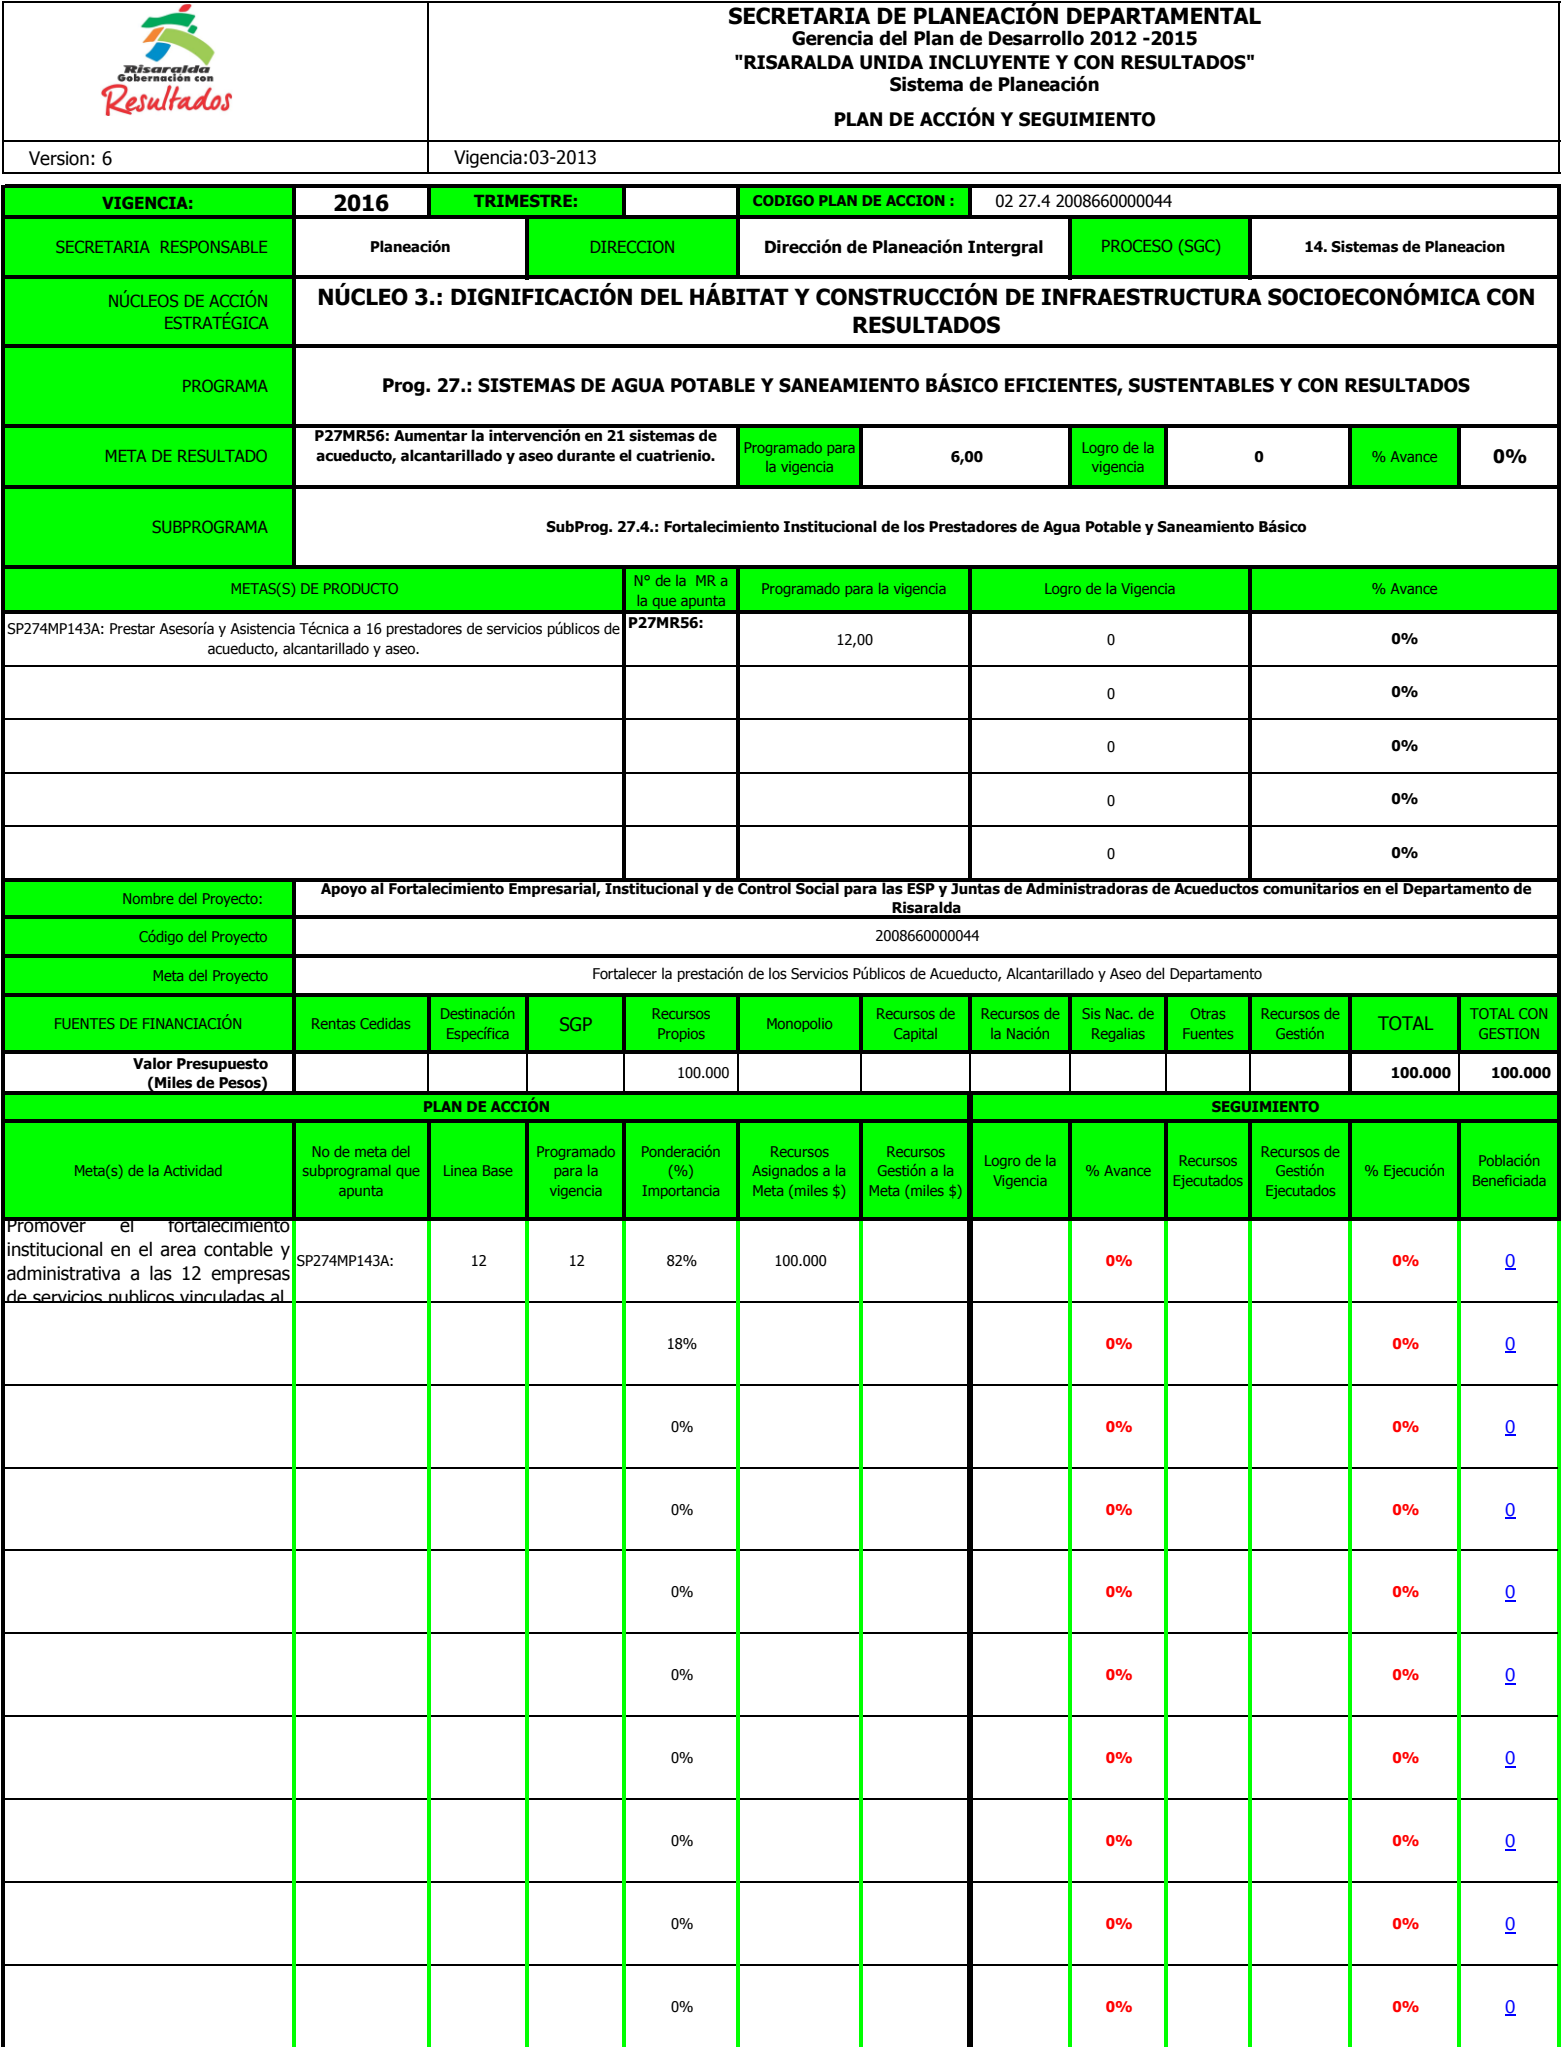 Risaralda
Gobernación con
Resultados
SECRETARIA DE PLANEACIÓN DEPARTAMENTAL
Gerencia del Plan de Desarrollo 2012 -2015
"RISARALDA UNIDA INCLUYENTE Y CON RESULTADOS"
Sistema de Planeación
PLAN DE ACCIÓN Y SEGUIMIENTO
Version: 6 Vigencia:03-2013
VIGENCIA: 2016 TRIMESTRE: CODIGO PLAN DE ACCION : 02 27.4 2008660000044
SECRETARIA RESPONSABLE Planeación DIRECCION Dirección de Planeación Intergral PROCESO (SGC) 14. Sistemas de Planeacion
NÚCLEOS DE ACCIÓN
ESTRATÉGICA
NÚCLEO 3.: DIGNIFICACIÓN DEL HÁBITAT Y CONSTRUCCIÓN DE INFRAESTRUCTURA SOCIOECONÓMICA CON
RESULTADOS
PROGRAMA Prog. 27.: SISTEMAS DE AGUA POTABLE Y SANEAMIENTO BÁSICO EFICIENTES, SUSTENTABLES Y CON RESULTADOS
META DE RESULTADO
P27MR56: Aumentar la intervención en 21 sistemas de
acueducto, alcantarillado y aseo durante el cuatrienio.
Programado para
la vigencia
6,00
Logro de la
vigencia
0
% Avance
0%
SUBPROGRAMA SubProg. 27.4.: Fortalecimiento Institucional de los Prestadores de Agua Potable y Saneamiento Básico
METAS(S) DE PRODUCTO
N° de la MR a
la que apunta
Programado para la vigencia
Logro de la Vigencia
% Avance
SP274MP143A: Prestar Asesoría y Asistencia Técnica a 16 prestadores de servicios públicos de
acueducto, alcantarillado y aseo.
P27MR56:
12,00
0
0%
0 0%
0 0%
0 0%
0 0%
Nombre del Proyecto:
Apoyo al Fortalecimiento Empresarial, Institucional y de Control Social para las ESP y Juntas de Administradoras de Acueductos comunitarios en el Departamento de
Risaralda
Código del Proyecto 2008660000044
Meta del Proyecto Fortalecer la prestación de los Servicios Públicos de Acueducto, Alcantarillado y Aseo del Departamento
FUENTES DE FINANCIACIÓN
Rentas Cedidas
Destinación
Específica
SGP
Recursos
Propios
Monopolio
Recursos de
Capital
Recursos de
la Nación
Sis Nac. de
Regalias
Otras
Fuentes
Recursos de
Gestión
TOTAL
TOTAL CON
GESTION
Valor Presupuesto
(Miles de Pesos)
100.000
100.000
100.000
PLAN DE ACCIÓN SEGUIMIENTO
Meta(s) de la Actividad
No de meta del
subprogramal que
apunta
Linea Base
Programado
para la
vigencia
Ponderación
(%)
Importancia
Recursos
Asignados a la
Meta (miles $)
Recursos
Gestión a la
Meta (miles $)
Logro de la
Vigencia
% Avance
Recursos
Ejecutados
Recursos de
Gestión
Ejecutados
% Ejecución
Población
Beneficiada
Promover el fortalecimiento
institucional en el area contable y
administrativa a las 12 empresas
de servicios publicos vinculadas al
SP274MP143A: 12 12 82% 100.000 0% 0% 0
18% 0% 0% 0
0% 0% 0% 0
0% 0% 0% 0
0% 0% 0% 0
0% 0% 0% 0
0% 0% 0% 0
0% 0% 0% 0
0% 0% 0% 0
0% 0% 0% 0